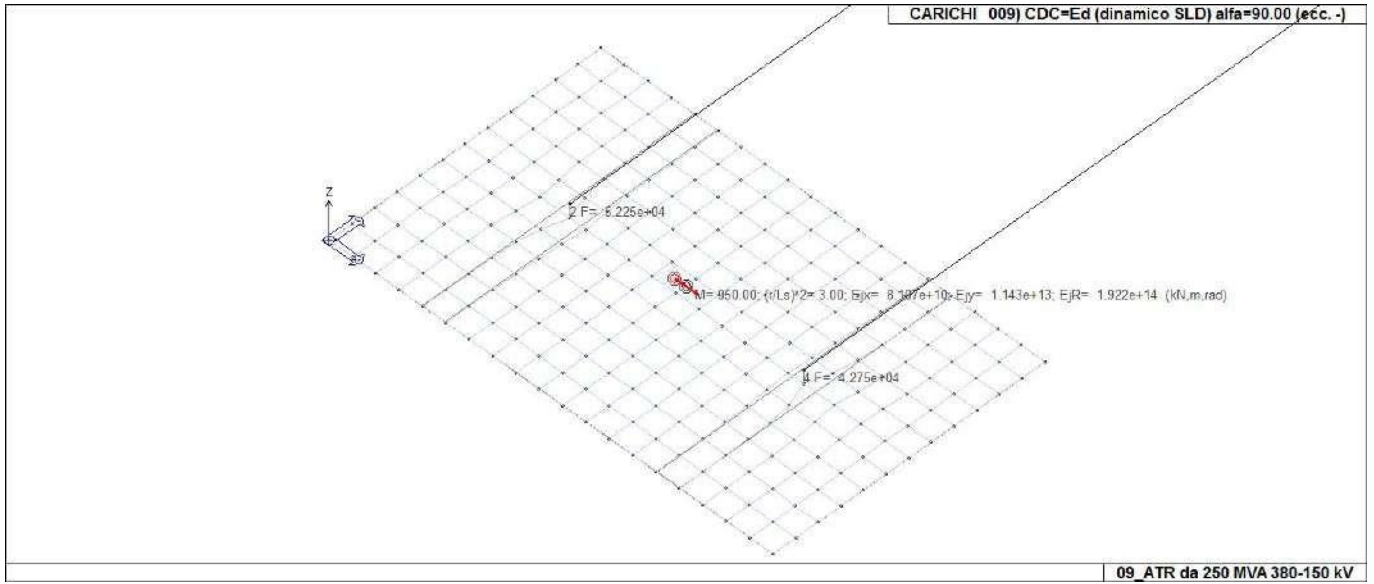 CARICHI 009) CDC=Ed (dinamico SLD) alfa=90.00 (ecc. -)
Z
2 F= 5.225e+04
M= 950.00; (r/Ls)^2= 3.00; Ejx= 8.107e+10; Ejy= 1.143e+13; EjR= 1.922e+14 (kN,m,rad)
4 F= 4.275e+04
09_ATR da 250 MVA 380-150 kV